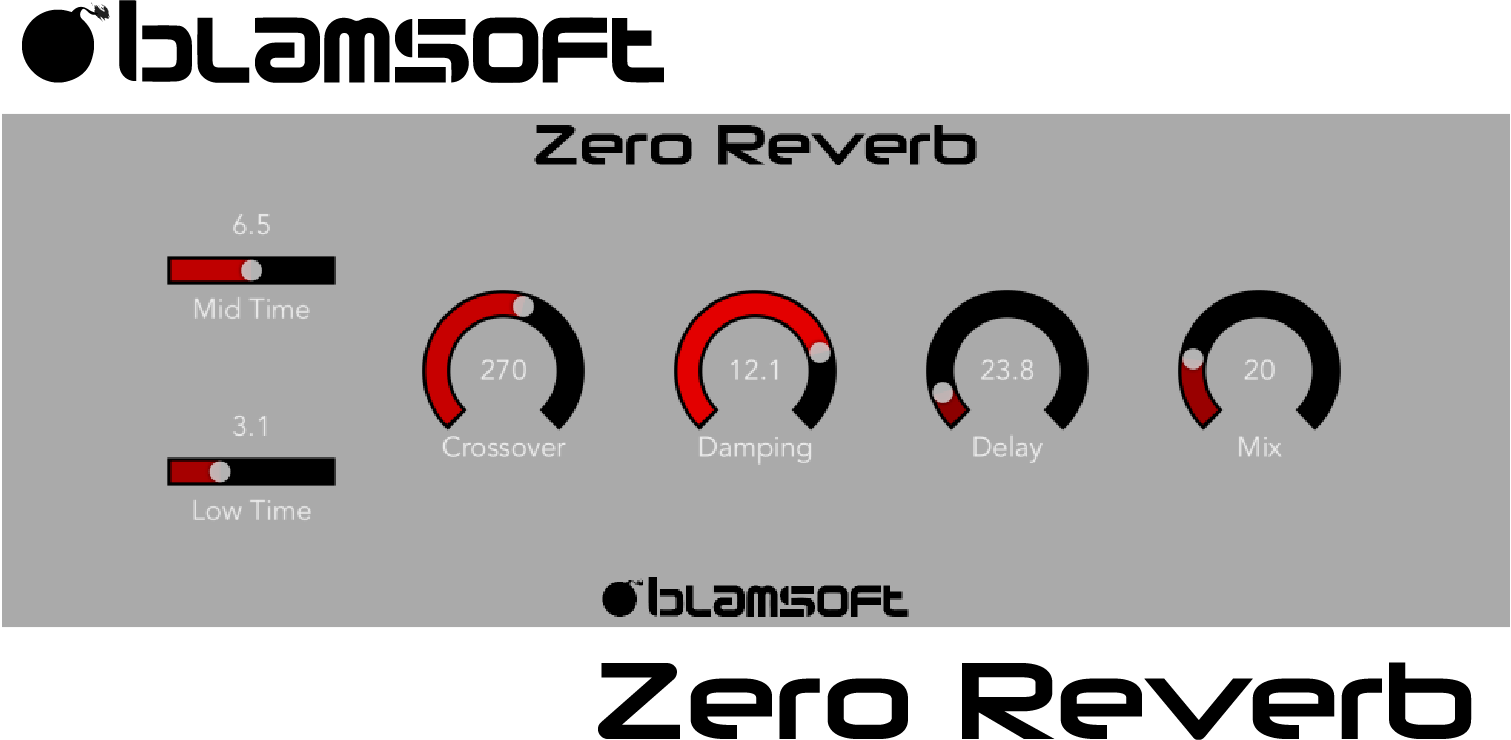 blamsoft
Zero Reverb
6.5
Mid Time
270
12.1
23.8
20
Crossover
Damping
Delay
Mix
3.1
Low Time
blamsoft
Zero Reverb